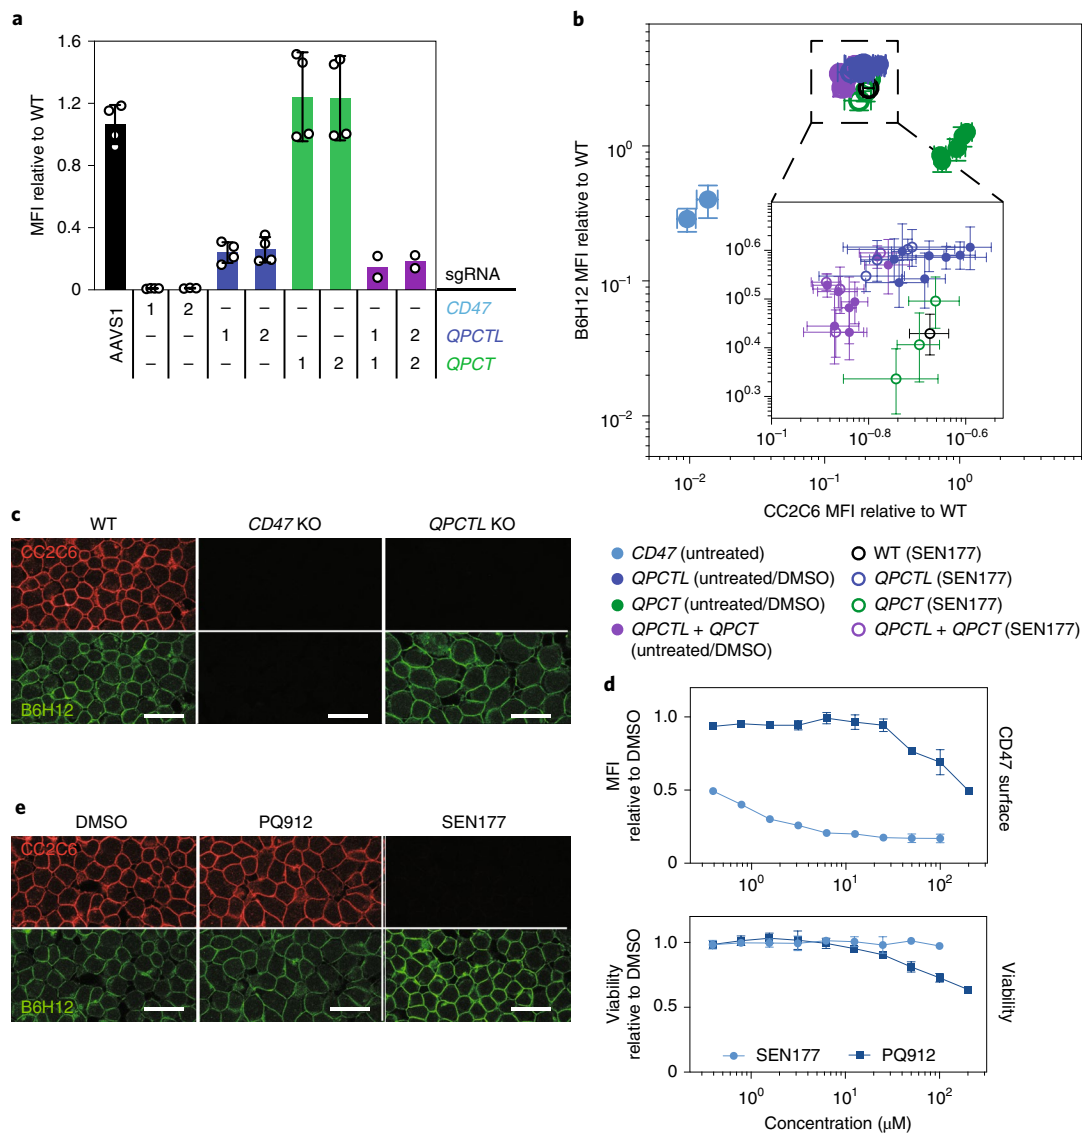 a
MFI relative to WT
1.6
1.2
0.8
0.4
0
sgRNA
AAVS1
1 2 – – – – – – CD47
– – – 1 2 – – 1 2 QPCTL
– – – – – 1 2 1 2 QPCT
b
B6H12 MFI relative to WT
10⁰
10⁻¹
10⁻²
10⁰·⁶
10⁰·⁵
10⁰·⁴
10⁰·³
10⁻¹ 10⁻⁰·⁸ 10⁻⁰·⁶
10⁻² 10⁻¹ 10⁰
CC2C6 MFI relative to WT
CD47 (untreated)
QPCTL (untreated/DMSO)
QPCT (untreated/DMSO)
QPCTL + QPCT
(untreated/DMSO)
WT (SEN177)
QPCTL (SEN177)
QPCT (SEN177)
QPCTL + QPCT (SEN177)
c
WT CD47 KO QPCTL KO
CC2C6
B6H12
d
MFI
relative to DMSO
1.0
0.5
0
10⁰ 10¹ 10²
CD47 surface
Viability
relative to DMSO
1.0
0.5
0
SEN177 PQ912
10⁰ 10¹ 10²
Viability
Concentration (μM)
e
DMSO PQ912 SEN177
CC2C6
B6H12